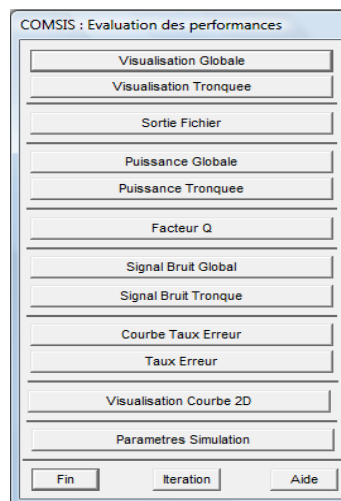 COMSIS : Evaluation des performances
Visualisation Globale
Visualisation Tronquee
Sortie Fichier
Puissance Globale
Puissance Tronquee
Facteur Q
Signal Bruit Global
Signal Bruit Tronque
Courbe Taux Erreur
Taux Erreur
Visualisation Courbe 2D
Parametres Simulation
Fin Iteration Aide